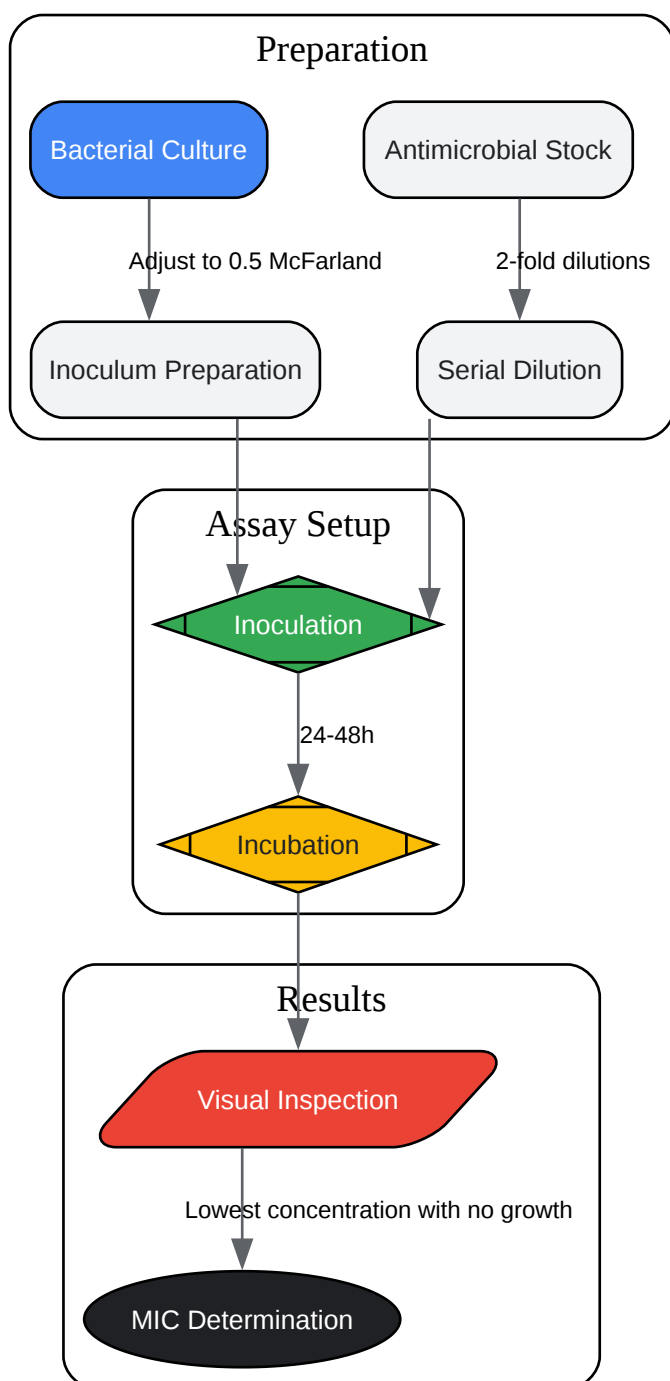 Preparation
Bacterial Culture
Antimicrobial Stock
Adjust to 0.5 McFarland
2-fold dilutions
Inoculum Preparation
Serial Dilution
Assay Setup
Inoculation
24-48h
Incubation
Results
Visual Inspection
Lowest concentration with no growth
MIC Determination